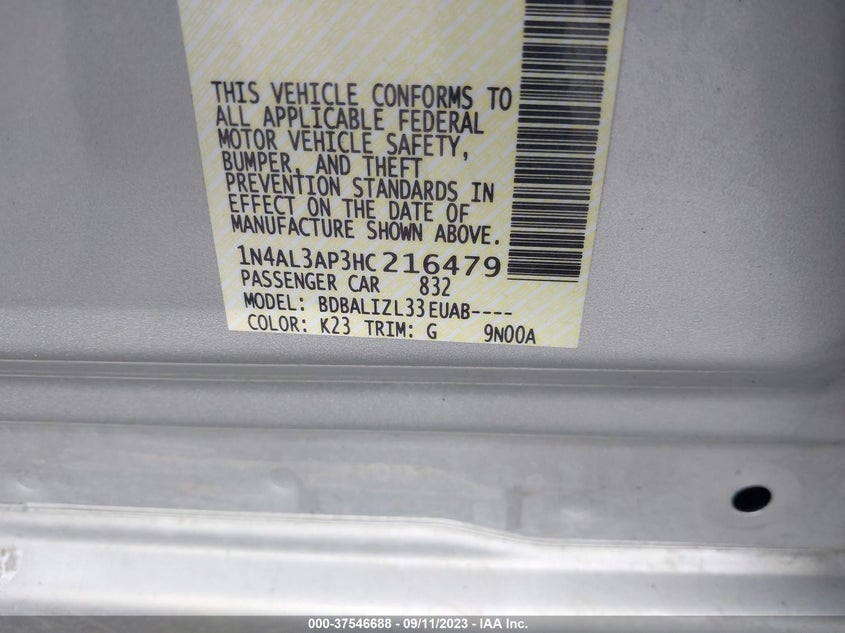 THIS VEHICLE CONFORMS TO
ALL APPLICABLE FEDERAL
MOTOR VEHICLE SAFETY,
BUMPER, AND THEFT
PREVENTION STANDARDS IN
EFFECT ON THE DATE OF
MANUFACTURE SHOWN ABOVE.
1N4AL3AP3HC216479
PASSENGER CAR 832
MODEL: BDBALIZL33EUAB----
COLOR: K23 TRIM: G 9N00A
000-37546688 - 09/11/2023 - © IAA Inc.